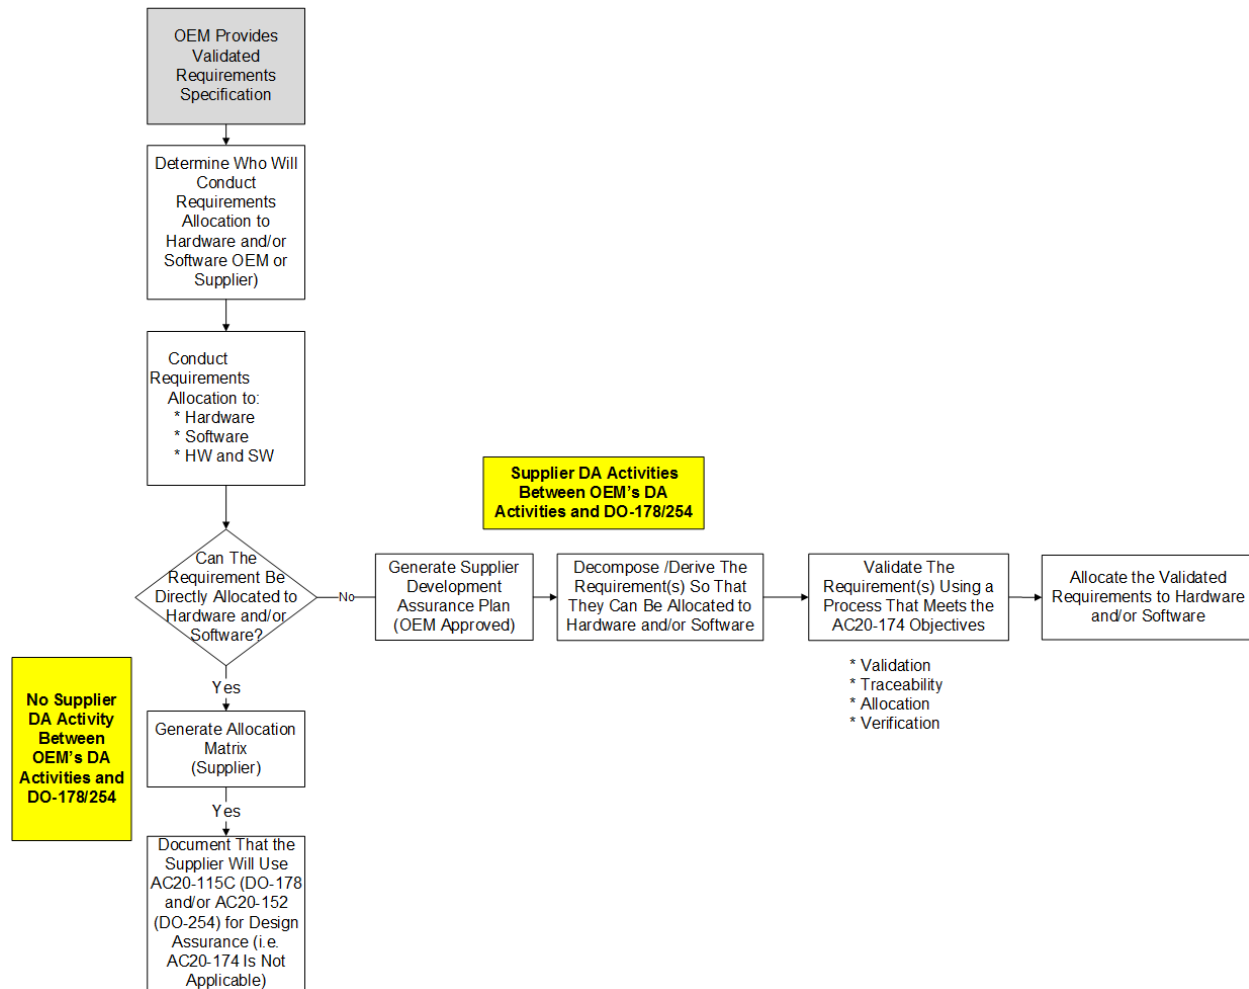 OEM Provides
Validated
Requirements
Specification
Determine Who Will
Conduct
Requirements
Allocation to
Hardware and/or
Software OEM or
Supplier)
Conduct
Requirements
Allocation to:
* Hardware
* Software
* HW and SW
Supplier DA Activities
Between OEM's DA
Activities and DO-178/254
Can The
Requirement Be
Directly Allocated to
Hardware and/or
Software?
No
Generate Supplier
Development
Assurance Plan
(OEM Approved)
Decompose /Derive The
Requirement(s) So That
They Can Be Allocated to
Hardware and/or Software
Validate The
Requirement(s) Using a
Process That Meets the
AC20-174 Objectives
Allocate the Validated
Requirements to Hardware
and/or Software
* Validation
* Traceability
* Allocation
* Verification
Yes
No Supplier
DA Activity
Between
OEM's DA
Activities and
DO-178/254
Generate Allocation
Matrix
(Supplier)
Yes
Document That the
Supplier Will Use
AC20-115C (DO-178
and/or AC20-152
(DO-254) for Design
Assurance (i.e.
AC20-174 Is Not
Applicable)